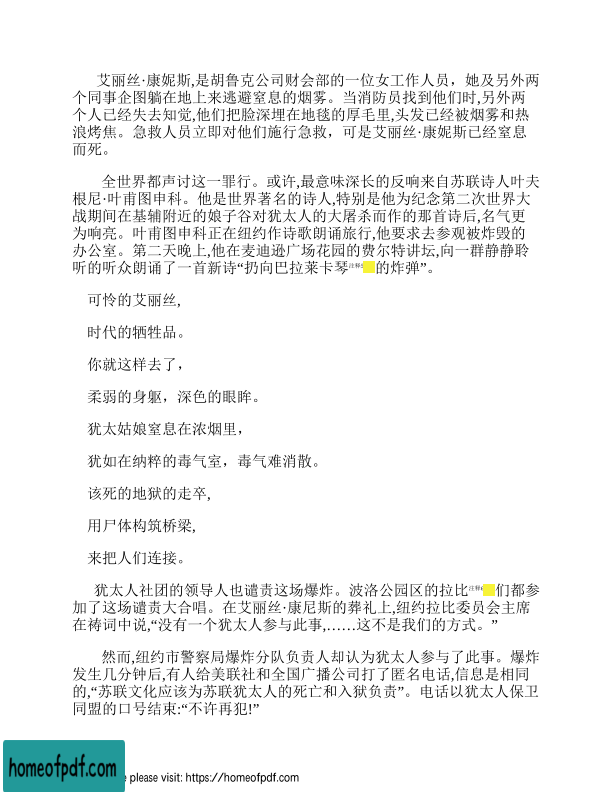 艾丽丝·康妮斯,是胡鲁克公司财会部的一位女工作人员，她及另外两
个同事企图躺在地上来逃避窒息的烟雾。当消防员找到他们时,另外两
个人已经失去知觉,他们把脸深埋在地毯的厚毛里,头发已经被烟雾和热
浪烤焦。急救人员立即对他们施行急救，可是艾丽丝·康妮斯已经窒息
而死。
全世界都声讨这一罪行。或许,最意味深长的反响来自苏联诗人叶夫
根尼·叶甫图申科。他是世界著名的诗人,特别是他为纪念第二次世界大
战期间在基辅附近的娘子谷对犹太人的大屠杀而作的那首诗后,名气更
为响亮。叶甫图申科正在纽约作诗歌朗诵旅行,他要求去参观被炸毁的
办公室。第二天晚上,他在麦迪逊广场花园的费尔特讲坛,向一群静静聆
听的听众朗诵了一首新诗“扔向巴拉莱卡琴注释的炸弹”。
可怜的艾丽丝,
时代的牺牲品。
你就这样去了，
柔弱的身躯，深色的眼眸。
犹太姑娘窒息在浓烟里，
犹如在纳粹的毒气室，毒气难消散。
该死的地狱的走卒,
用尸体构筑桥梁,
来把人们连接。
犹太人社团的领导人也谴责这场爆炸。波洛公园区的拉比注释们都参
加了这场谴责大合唱。在艾丽丝·康尼斯的葬礼上,纽约拉比委员会主席
在祷词中说,“没有一个犹太人参与此事,……这不是我们的方式。”
然而,纽约市警察局爆炸分队负责人却认为犹太人参与了此事。爆炸
发生几分钟后,有人给美联社和全国广播公司打了匿名电话,信息是相同
的,“苏联文化应该为苏联犹太人的死亡和入狱负责”。电话以犹太人保卫
同盟的口号结束:“不许再犯!”
homeofpdf.com
e please visit: https://homeofpdf.com